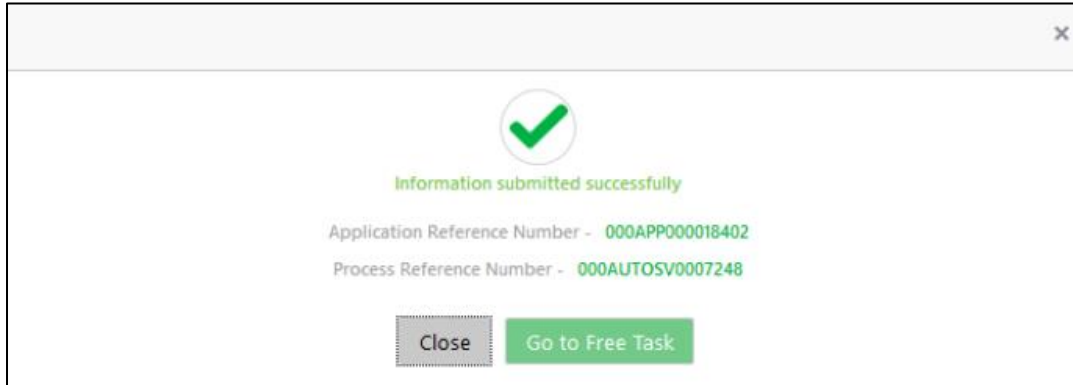 Information submitted successfully
Application Reference Number - 000APP000018402
Process Reference Number - 000AUTOSV0007248
Close Go to Free Task